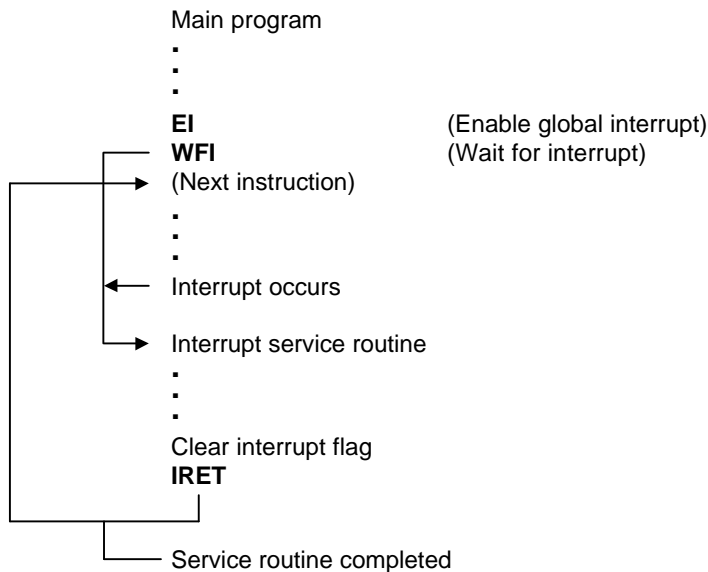 Main program
EI (Enable global interrupt)
WFI (Wait for interrupt)
(Next instruction)
Interrupt occurs
Interrupt service routine
Clear interrupt flag
IRET
Service routine completed